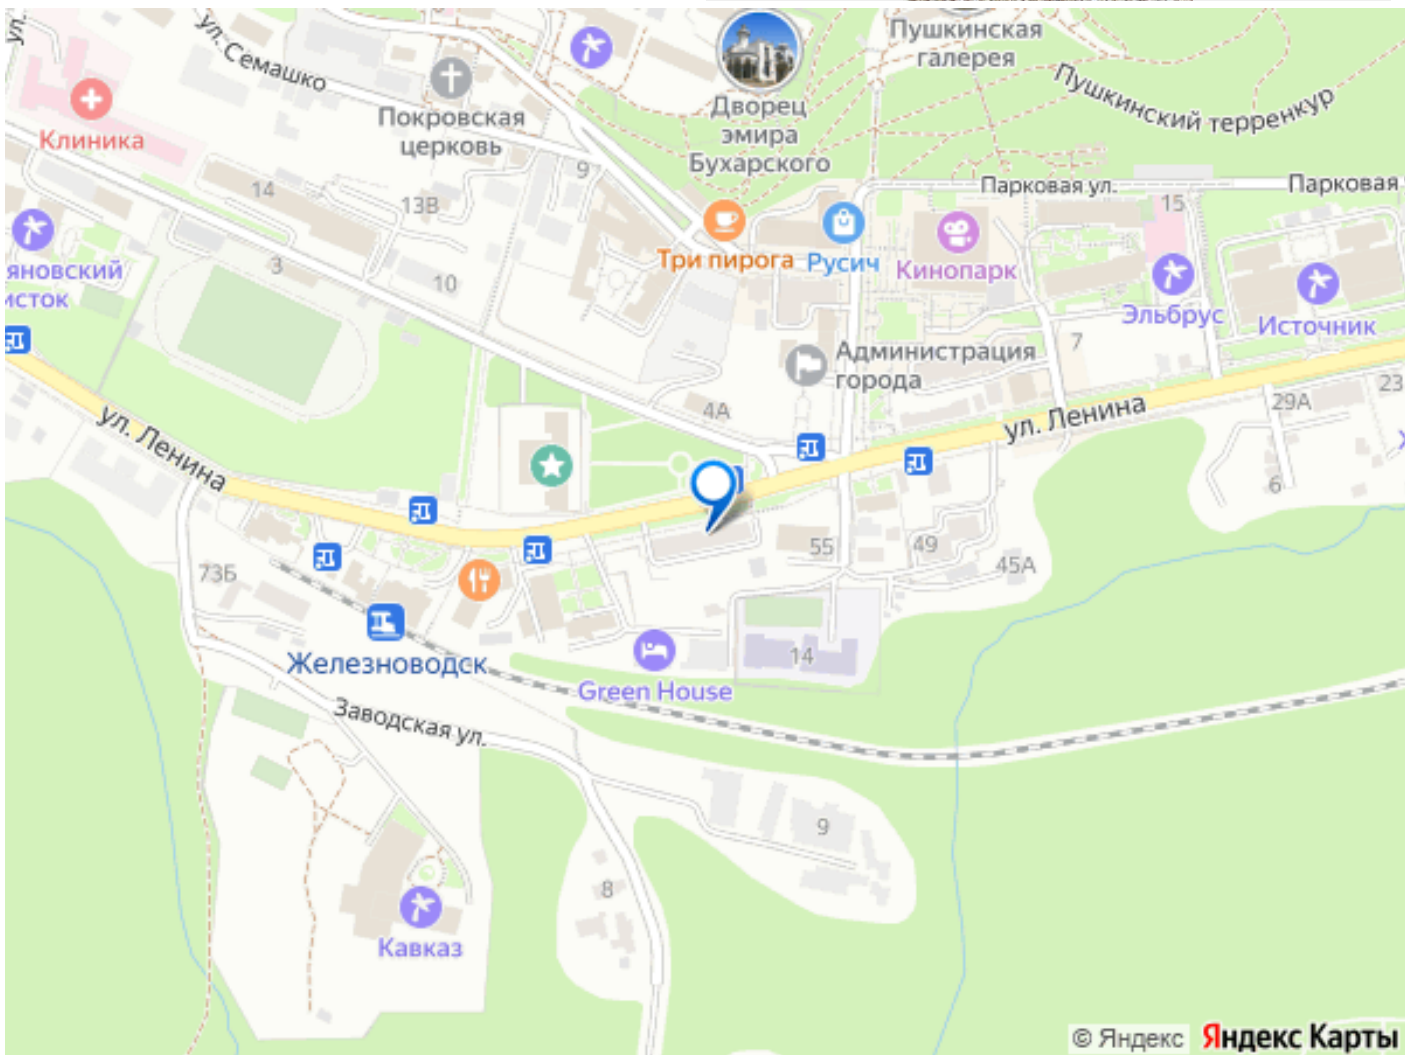 ул.
ул. Семашко
Покровская
церковь
Клиника
Дворец
эмира
Бухарского
Пушкинская
галерея
Пушкинский терренкур
Парковая ул.
Парковая
15
9
14
13В
3
10
яновский
исток
Три пирога
Русич
Кинопарк
Эльбрус
Источник
Администрация
города
7
4А
ул. Ленина
ул. Ленина
29А
23
6
55
49
45А
73Б
Железноводск
Green House
14
Заводская ул.
9
8
Кавказ
© Яндекс
Яндекс Карты